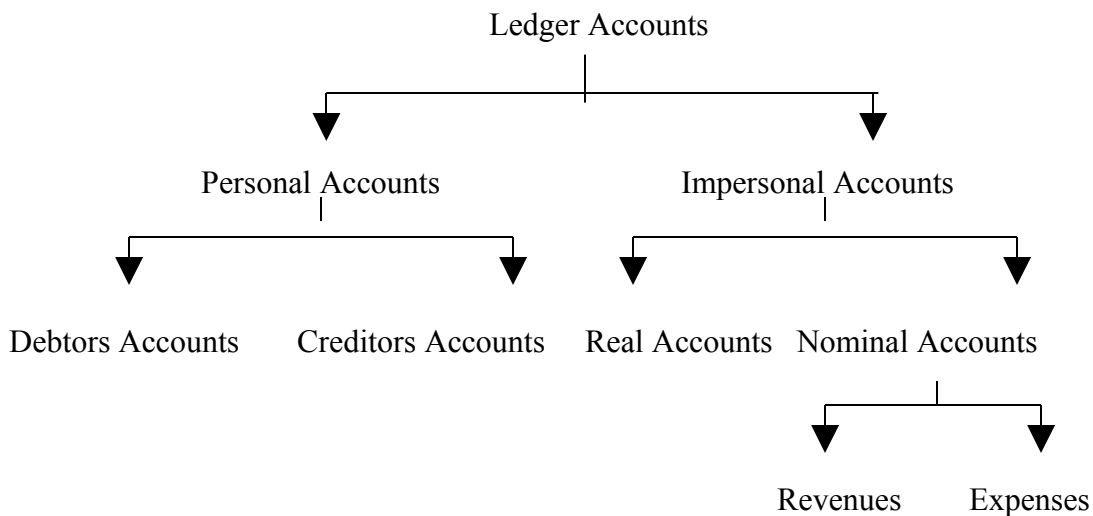 Ledger Accounts
Personal Accounts Impersonal Accounts
Debtors Accounts Creditors Accounts Real Accounts Nominal Accounts
Revenues Expenses